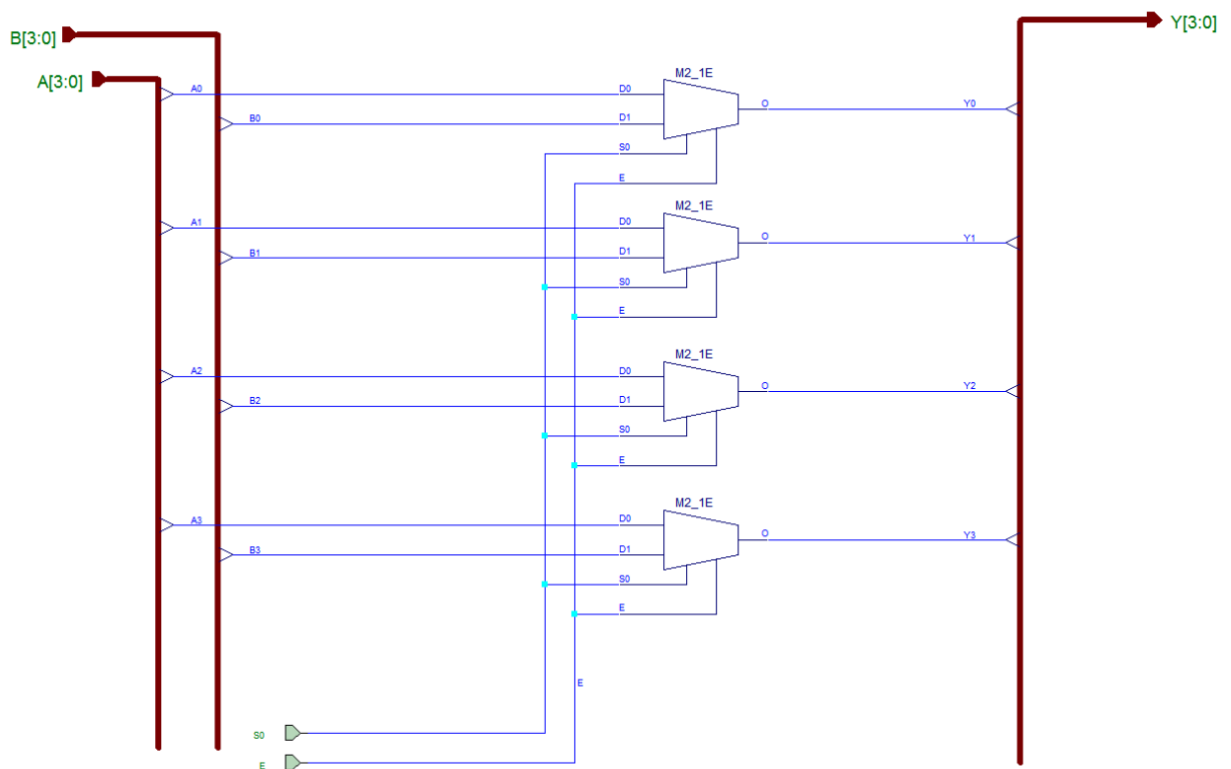 B[3:0]
Y[3:0]
A[3:0]
M2_1E
A0
D0
O
Y0
B0
D1
S0
E
M2_1E
A1
D0
O
Y1
B1
D1
S0
E
M2_1E
A2
D0
O
Y2
B2
D1
S0
E
M2_1E
A3
D0
O
Y3
B3
D1
S0
E
E
S0
E